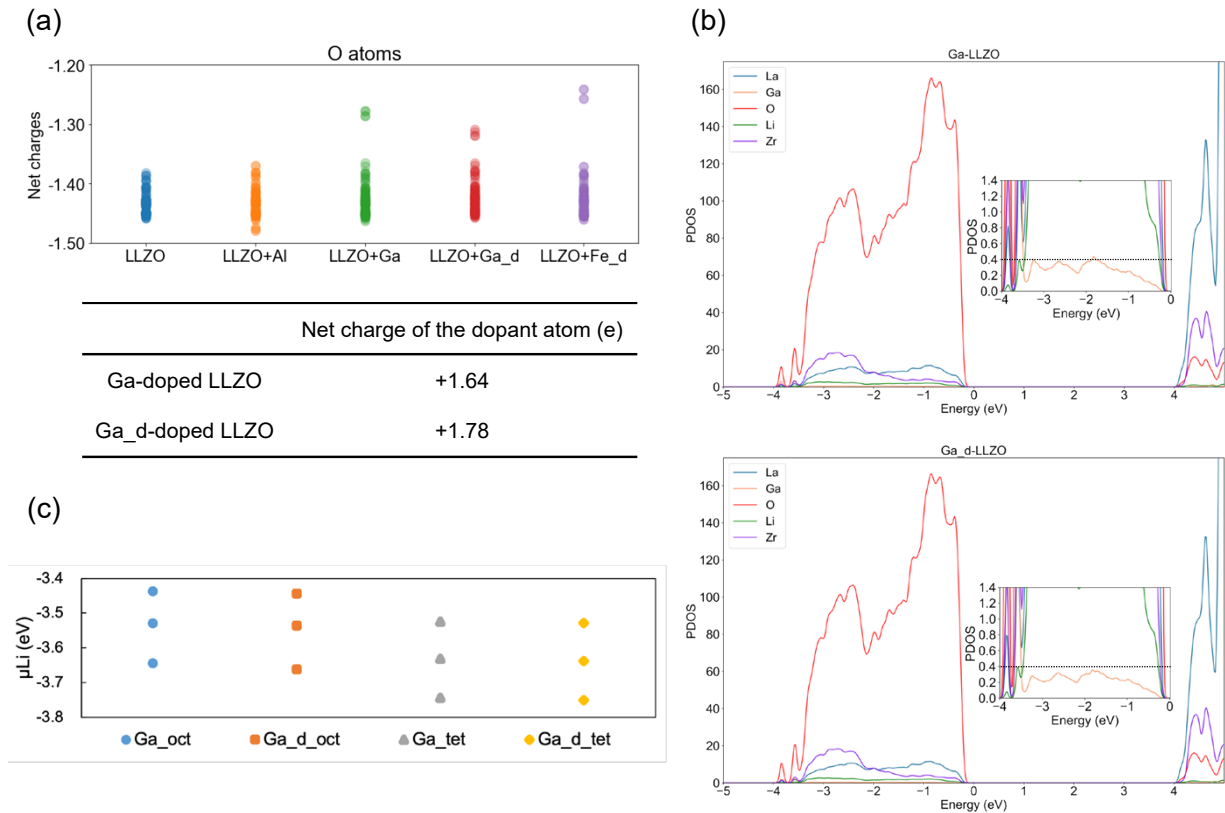 (a)
O atoms
-1.20
-1.30
-1.40
-1.50
Net charges
LLZO
LLZO+Al
LLZO+Ga
LLZO+Ga_d
LLZO+Fe_d
Net charge of the dopant atom (e)
Ga-doped LLZO +1.64
Ga_d-doped LLZO +1.78
(c)
-3.4
-3.5
-3.6
-3.7
-3.8
μLi (eV)
Ga_oct
Ga_d_oct
Ga_tet
Ga_d_tet
(b)
Ga-LLZO
La
Ga
O
Li
Zr
160
140
120
100
80
60
40
20
0
PDOS
−5 −4 −3 −2 −1 0 1 2 3 4
Energy (eV)
1.4
1.2
1.0
0.8
0.6
0.4
0.2
0.0
PDOS
−4 −3 −2 −1 0
Energy (eV)
Ga_d-LLZO
La
Ga
O
Li
Zr
160
140
120
100
80
60
40
20
0
PDOS
−5 −4 −3 −2 −1 0 1 2 3 4
Energy (eV)
1.4
1.2
1.0
0.8
0.6
0.4
0.2
0.0
PDOS
−4 −3 −2 −1 0
Energy (eV)